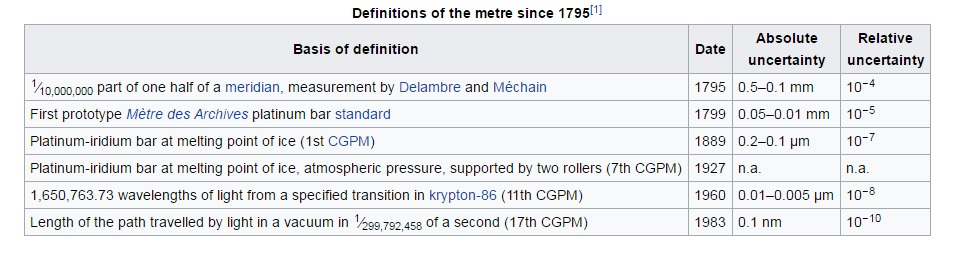 Definitions of the metre since 1795[1]
Basis of definition Date Absolute uncertainty Relative uncertainty
1⁄10,000,000 part of one half of a meridian, measurement by Delambre and Méchain 1795 0.5–0.1 mm 10−4
First prototype Mètre des Archives platinum bar standard 1799 0.05–0.01 mm 10−5
Platinum-iridium bar at melting point of ice (1st CGPM) 1889 0.2–0.1 µm 10−7
Platinum-iridium bar at melting point of ice, atmospheric pressure, supported by two rollers (7th CGPM) 1927 n.a. n.a.
1,650,763.73 wavelengths of light from a specified transition in krypton-86 (11th CGPM) 1960 0.01–0.005 µm 10−8
Length of the path travelled by light in a vacuum in 1⁄299,792,458 of a second (17th CGPM) 1983 0.1 nm 10−10